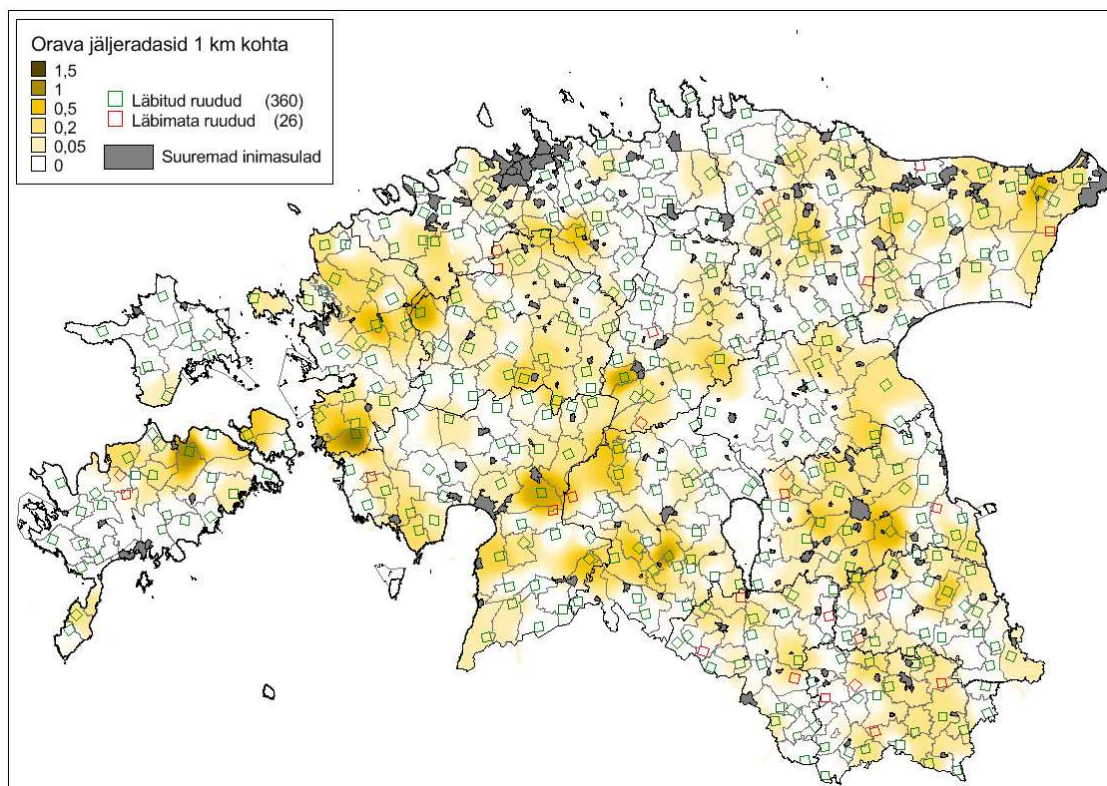 Orava jäljeradasid 1 km kohta
1,5
1
0,5
0,2
0,05
0
Läbitud ruudud (360)
Läbimata ruudud (26)
Suuremad inimasulad